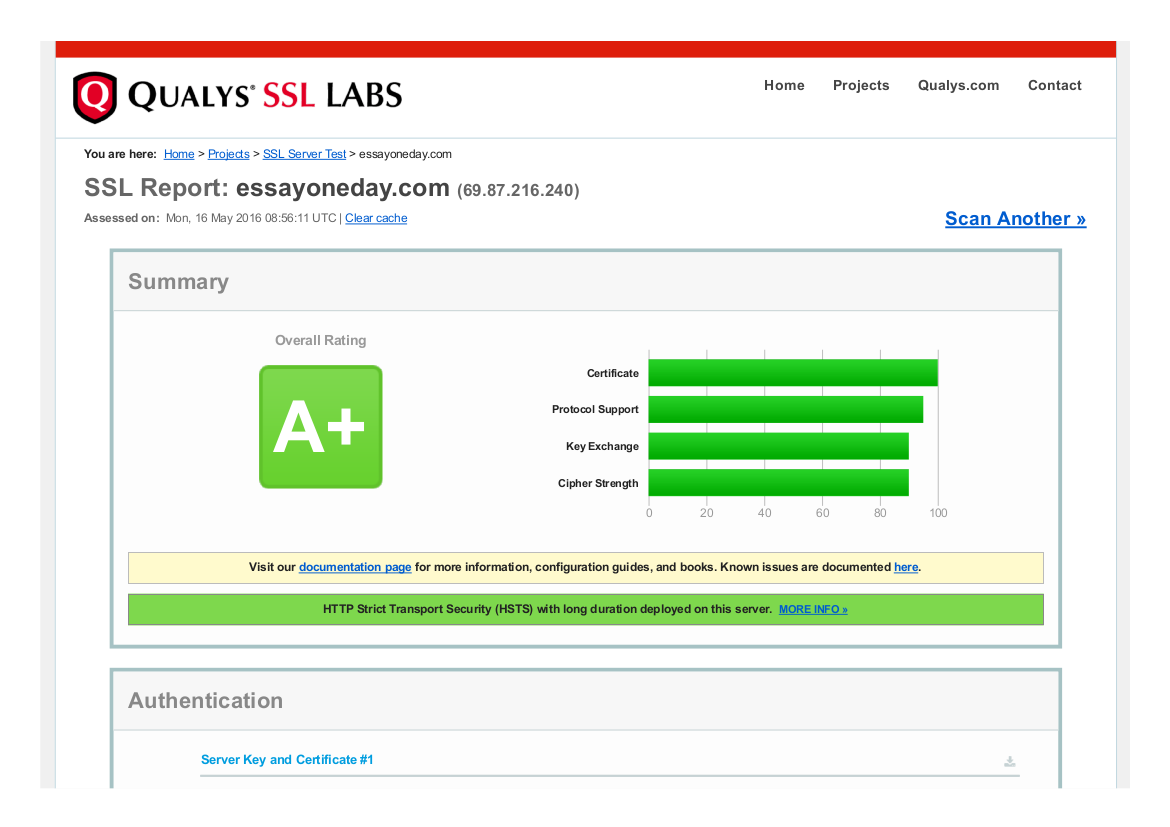 QUALYS® SSL LABS
Home Projects Qualys.com Contact
You are here: Home > Projects > SSL Server Test > essayoneday.com
SSL Report: essayoneday.com (69.87.216.240)
Assessed on: Mon, 16 May 2016 08:56:11 UTC | Clear cache
Scan Another »
Summary
Overall Rating
A+
Certificate
Protocol Support
Key Exchange
Cipher Strength
0 20 40 60 80 100
Visit our documentation page for more information, configuration guides, and books. Known issues are documented here.
HTTP Strict Transport Security (HSTS) with long duration deployed on this server. MORE INFO »
Authentication
Server Key and Certificate #1